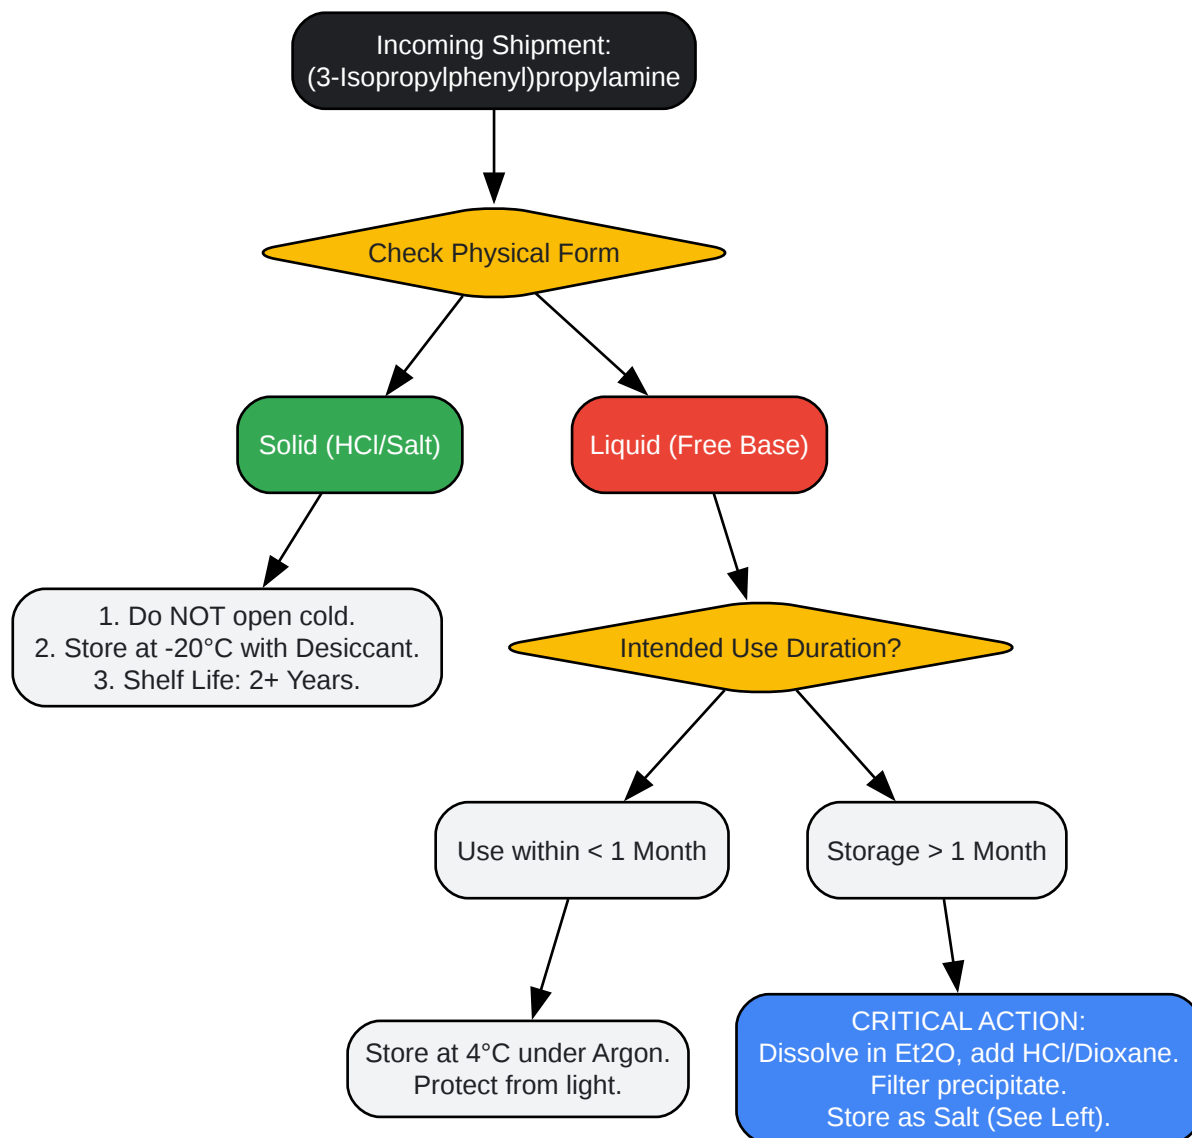 Incoming Shipment:
(3-Isopropylphenyl)propylamine
Check Physical Form
Solid (HCl/Salt)
Liquid (Free Base)
1. Do NOT open cold.
2. Store at -20°C with Desiccant.
3. Shelf Life: 2+ Years.
Intended Use Duration?
Use within < 1 Month
Storage > 1 Month
Store at 4°C under Argon.
Protect from light.
CRITICAL ACTION:
Dissolve in Et2O, add HCl/Dioxane.
Filter precipitate.
Store as Salt (See Left).